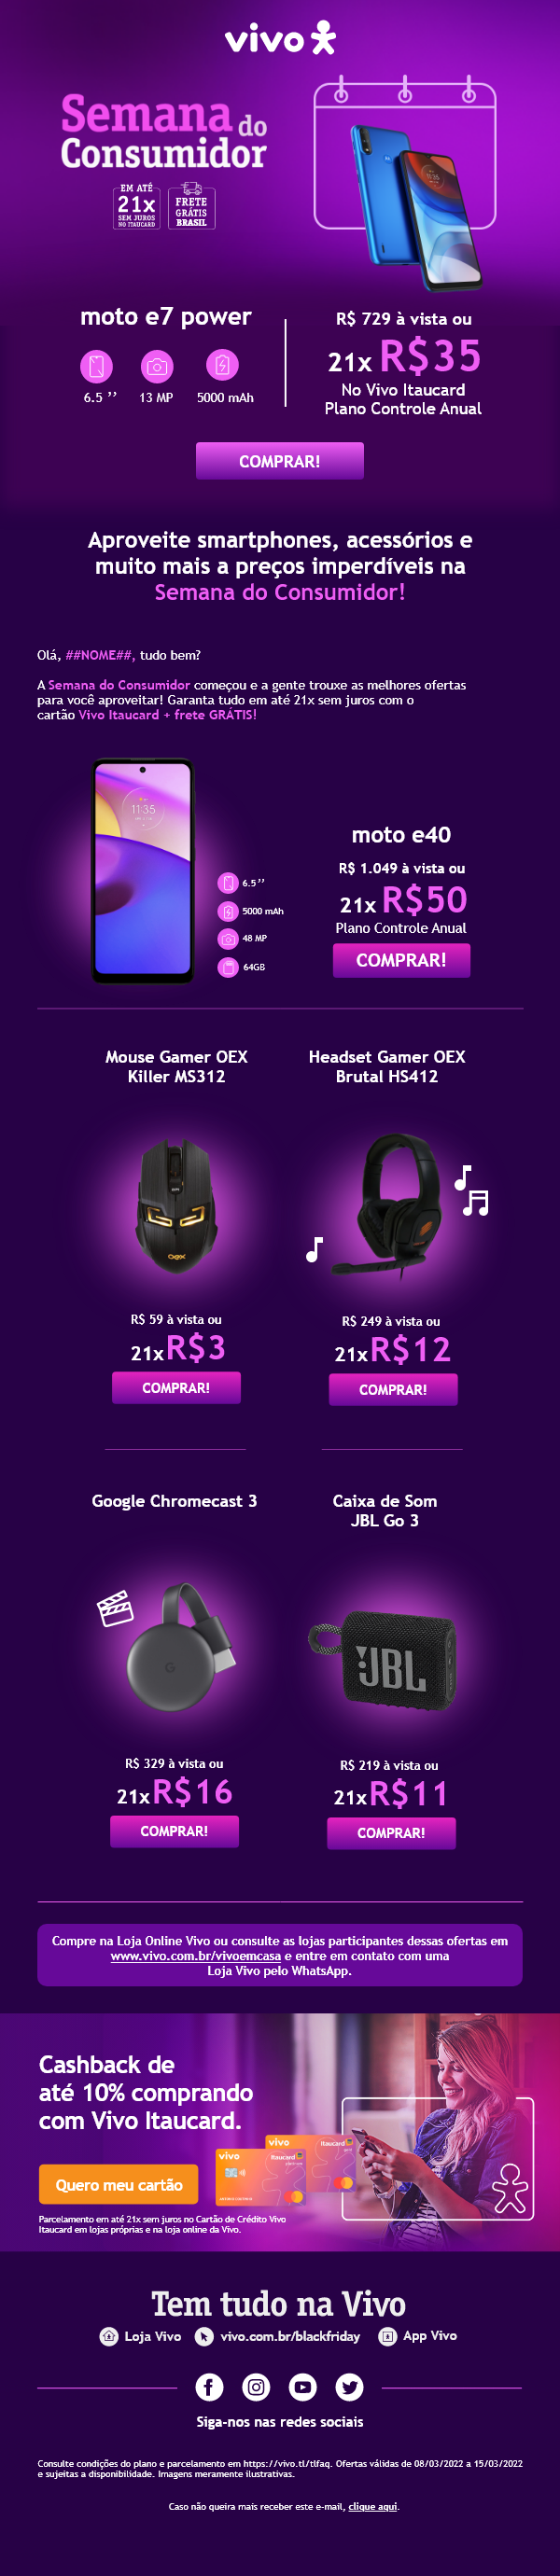 vivo
Semana do
Consumidor
EM ATÉ
21x
SEM JUROS
NO ITAUCARD
FRETE
GRÁTIS
BRASIL
moto e7 power
6.5 ’’
13 MP
5000 mAh
R$ 729 à vista ou
21x R$35
No Vivo Itaucard
Plano Controle Anual
COMPRAR!
Aproveite smartphones, acessórios e
muito mais a preços imperdíveis na
Semana do Consumidor!
Olá, ##NOME##, tudo bem?
A Semana do Consumidor começou e a gente trouxe as melhores ofertas
para você aproveitar! Garanta tudo em até 21x sem juros com o
cartão Vivo Itaucard + frete GRÁTIS!
11:35
6.5’’
5000 mAh
48 MP
64GB
moto e40
R$ 1.049 à vista ou
21x R$50
Plano Controle Anual
COMPRAR!
Mouse Gamer OEX
Killer MS312
R$ 59 à vista ou
21x R$3
COMPRAR!
Headset Gamer OEX
Brutal HS412
R$ 249 à vista ou
21x R$12
COMPRAR!
Google Chromecast 3
G
R$ 329 à vista ou
21x R$16
COMPRAR!
Caixa de Som
JBL Go 3
JBL
R$ 219 à vista ou
21x R$11
COMPRAR!
Compre na Loja Online Vivo ou consulte as lojas participantes dessas ofertas em
www.vivo.com.br/vivoemcasa e entre em contato com uma
Loja Vivo pelo WhatsApp.
Cashback de
até 10% comprando
com Vivo Itaucard.
Quero meu cartão
vivo
Itaucard
vivo
Itaucard
Parcelamento em até 21x sem juros no Cartão de Crédito Vivo
Itaucard em lojas próprias e na loja online da Vivo.
Tem tudo na Vivo
Loja Vivo
vivo.com.br/blackfriday
App Vivo
Siga-nos nas redes sociais
Consulte condições do plano e parcelamento em https://vivo.tl/tlfaq. Ofertas válidas de 08/03/2022 a 15/03/2022
e sujeitas a disponibilidade. Imagens meramente ilustrativas.
Caso não queira mais receber este e-mail, clique aqui.